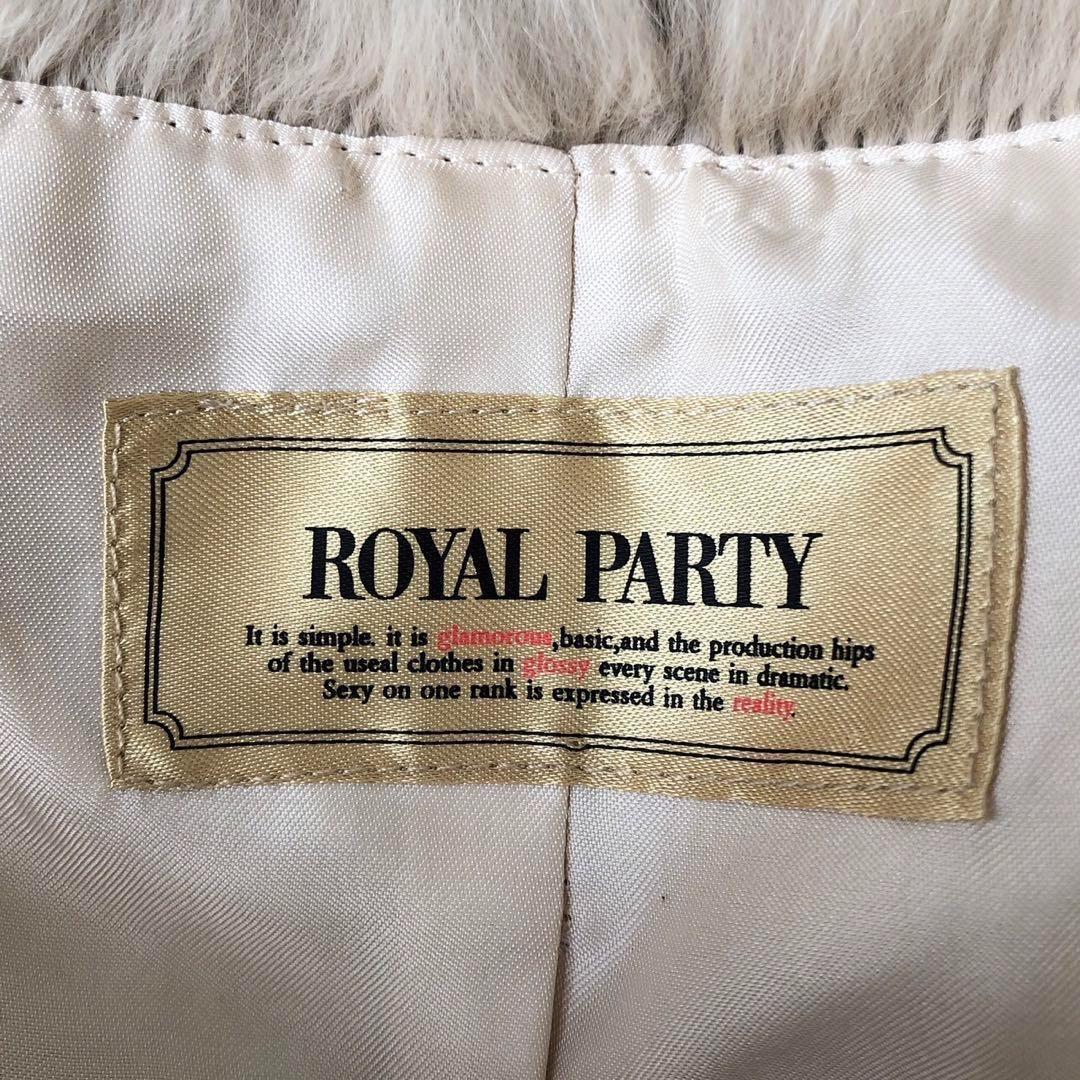 ROYAL PARTY
It is simple. it is glamorous,basic,and the production hips
of the useal clothes in glossy every scene in dramatic.
Sexy on one rank is expressed in the reality.